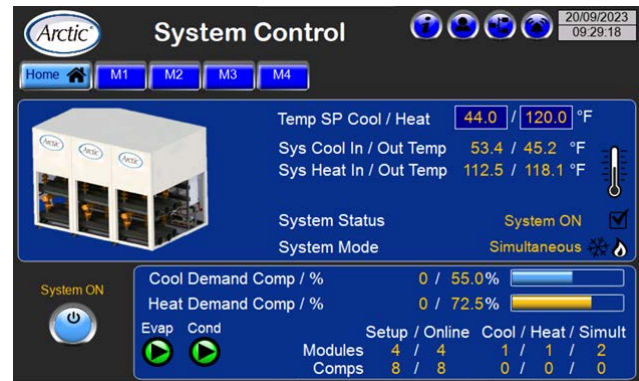 Arctic
System Control
20/09/2023
09:29:18
Home M1 M2 M3 M4
Temp SP Cool / Heat 44.0 / 120.0 °F
Sys Cool In / Out Temp 53.4 / 45.2 °F
Sys Heat In / Out Temp 112.5 / 118.1 °F
System Status System ON
System Mode Simultaneous
Arctic
Arctic
Arctic
Arctic
System ON
Cool Demand Comp / % 0 / 55.0%
Heat Demand Comp / % 0 / 72.5%
Evap Cond
Setup / Online Cool / Heat / Simult
Modules 4 / 4 1 / 1 / 2
Comps 8 / 8 0 / 0 / 0